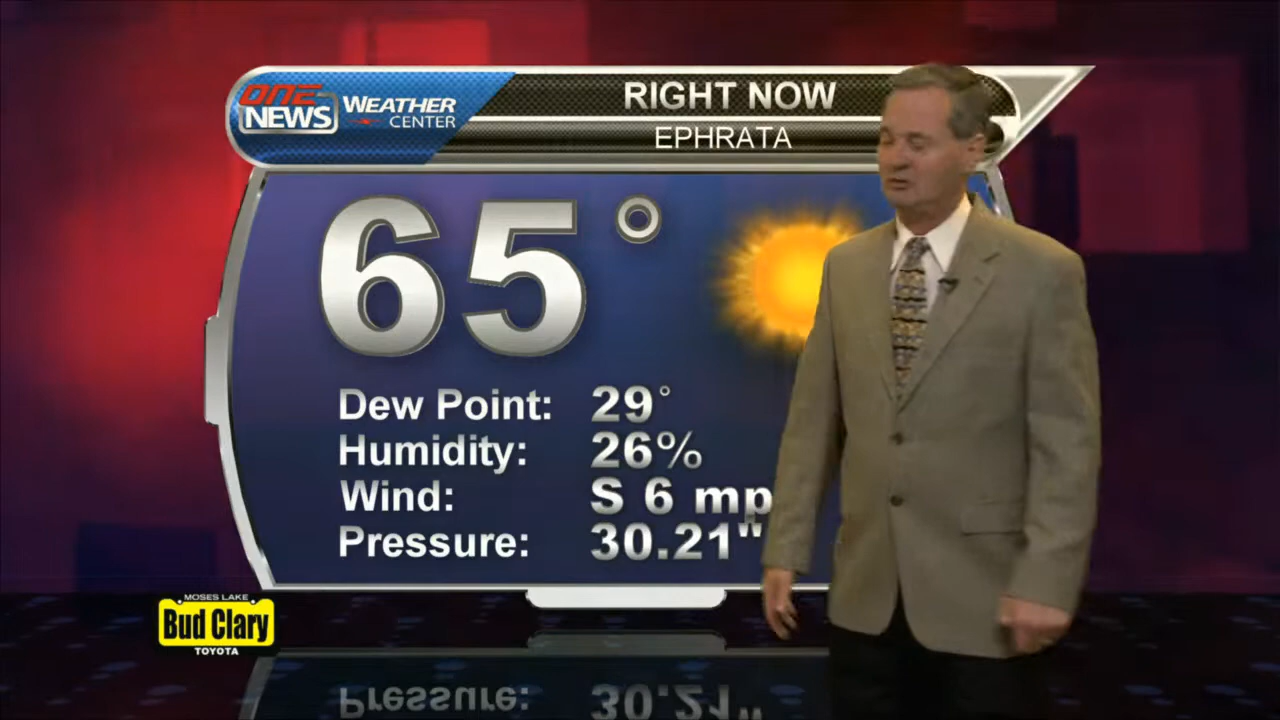 ONE
NEWS
WEATHER
CENTER
RIGHT NOW
EPHRATA
65°
Dew Point: 29°
Humidity: 26%
Wind: S 6 mp
Pressure: 30.21"
MOSES LAKE
Bud Clary
TOYOTA
Pressure: 30.21"